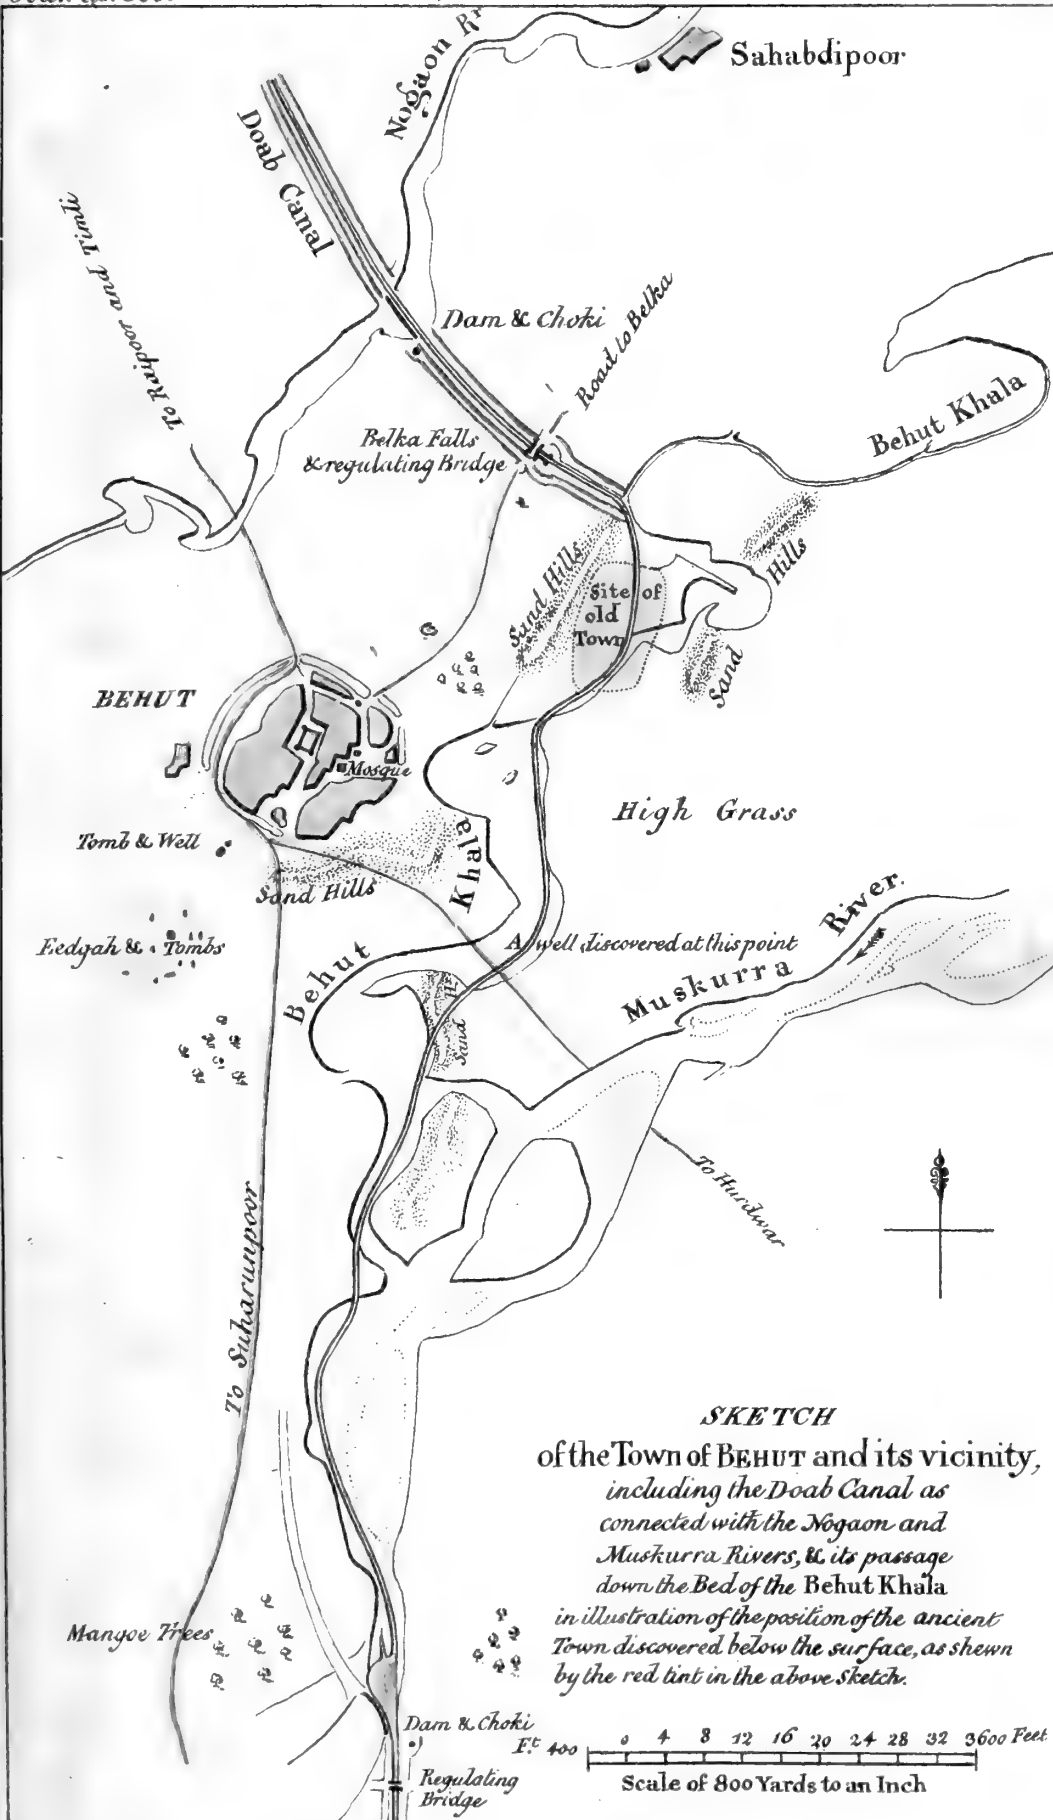 Nogaon Rr
Sahabdipoor
Doab Canal
To Raipoor and Timli
Dam & Choki
Road to Belka
Belka Falls
& regulating Bridge
Behut Khala
Sand Hills
Site of
old
Town
Hills
Sand
BEHUT
Mosque
High Grass
Tomb & Well
Sand Hills
Khala
River.
Eedgah & Tombs
A well discovered at this point
Behut
Muskurra
Sand
Hill
To Hurdwar
To Suharunpoor
SKETCH
of the Town of BEHUT and its vicinity,
including the Doab Canal as
connected with the Nogaon and
Muskurra Rivers, & its passage
down the Bed of the Behut Khala
in illustration of the position of the ancient
Town discovered below the surface, as shewn
by the red tint in the above Sketch.
Mangoe Trees
Dam & Choki
Ft. 400 0 4 8 12 16 20 24 28 32 3600 Feet
Scale of 800 Yards to an Inch
Regulating
Bridge